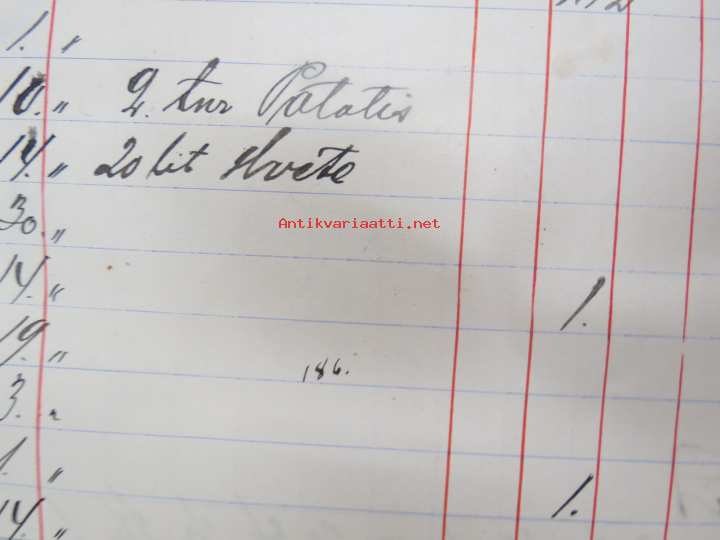 1. "
10. " 2. tnr Patatis
14. " 20 lit Hvete
30. "
Antikvariaatti.net
14. " 1.
19. "
186.
3. "
1. "
1.
14. "